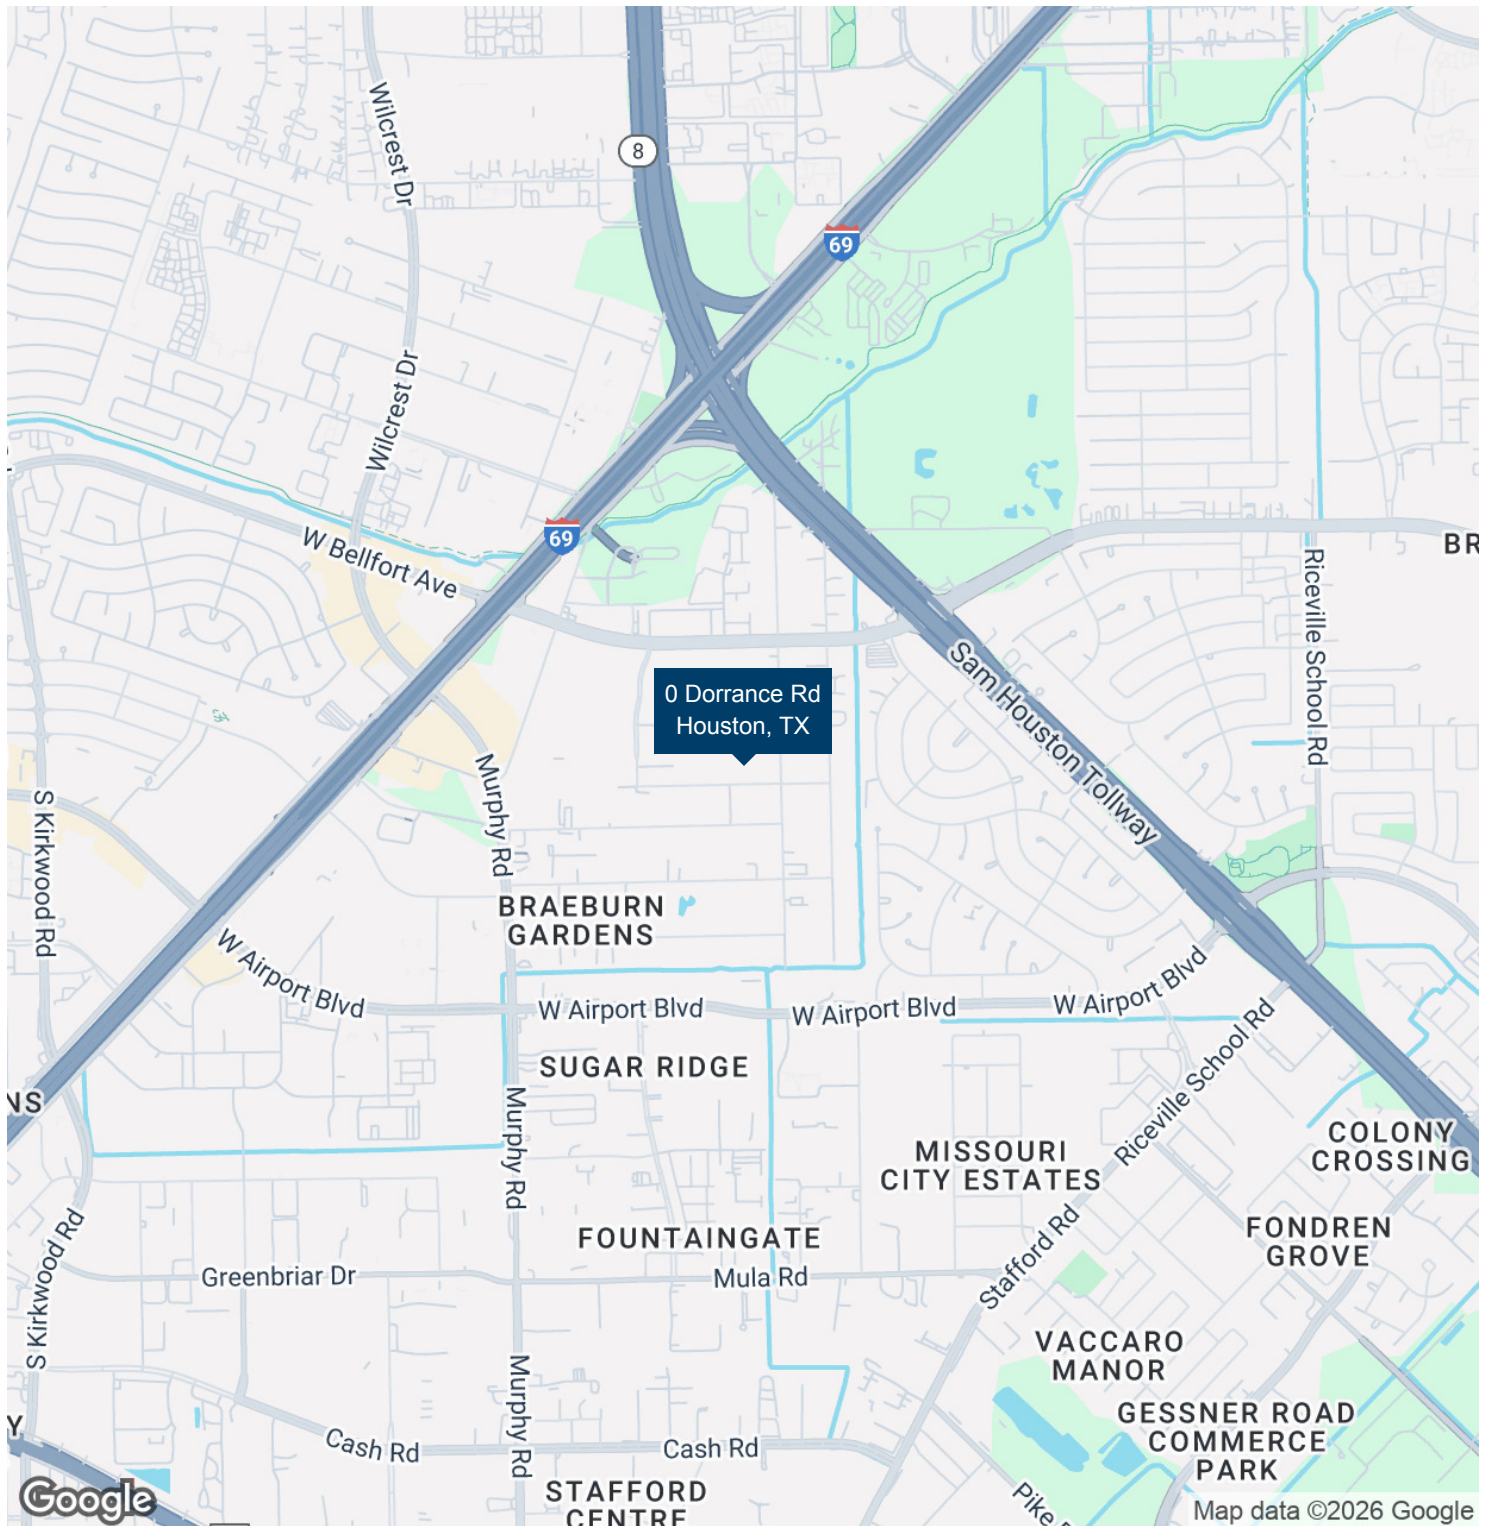 Wilcrest Dr
8
69
Wilcrest Dr
W Bellfort Ave
69
BR
Riceville School Rd
Sam Houston Tollway
0 Dorrance Rd
Houston, TX
Murphy Rd
S Kirkwood Rd
BRAEBURN
GARDENS
W Airport Blvd
W Airport Blvd
W Airport Blvd
W Airport Blvd
Riceville School Rd
SUGAR RIDGE
NS
Murphy Rd
MISSOURI
CITY ESTATES
COLONY
CROSSING
S Kirkwood Rd
FOUNTAINGATE
FONDREN
GROVE
Greenbriar Dr
Mula Rd
Stafford Rd
VACCARO
MANOR
Murphy Rd
GESSNER ROAD
COMMERCE
PARK
Y
Cash Rd
Cash Rd
STAFFORD
CENTRE
Pike
Google
Map data ©2026 Google